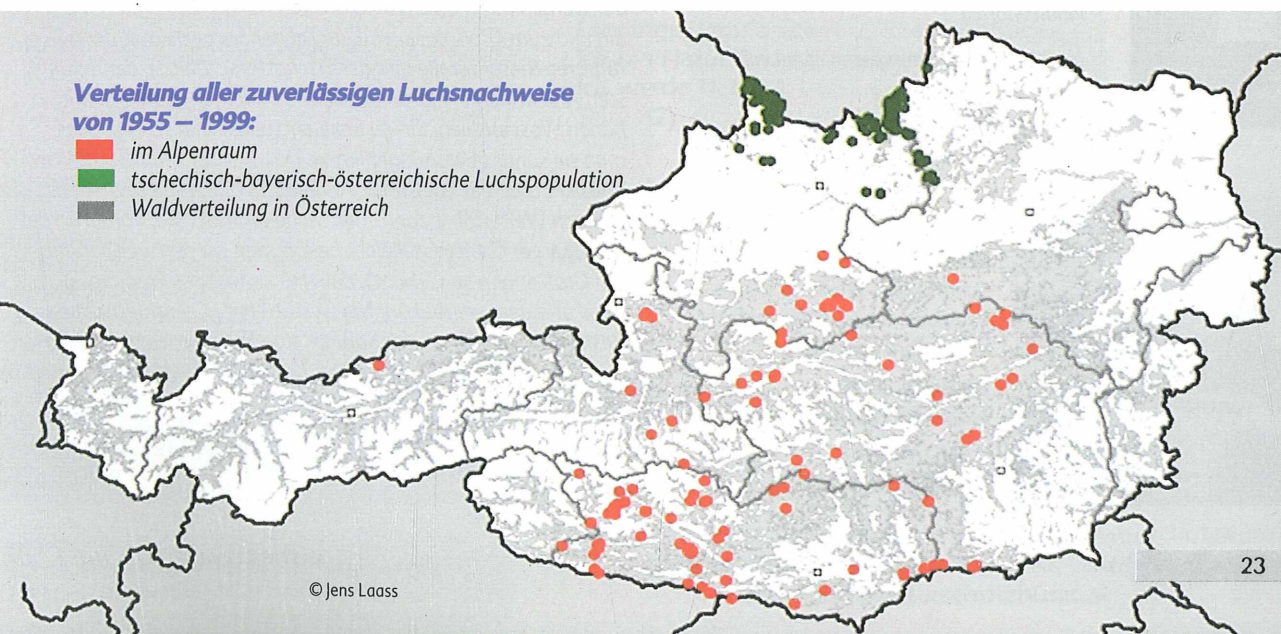 Verteilung aller zuverlässigen Luchsnachweise
von 1955 – 1999:
im Alpenraum
tschechisch-bayerisch-österreichische Luchspopulation
Waldverteilung in Österreich
© Jens Laass
23